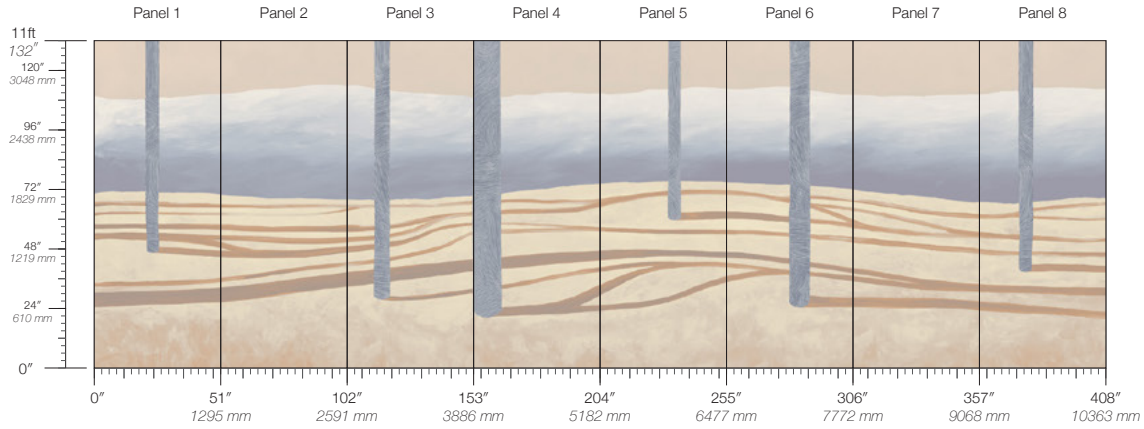 Panel 1 Panel 2 Panel 3 Panel 4 Panel 5 Panel 6 Panel 7 Panel 8
11ft
132"
120"
3048 mm
96"
2438 mm
72"
1829 mm
48"
1219 mm
24"
610 mm
0"
0" 51" 102" 153" 204" 255" 306" 357" 408"
1295 mm 2591 mm 3886 mm 5182 mm 6477 mm 7772 mm 9068 mm 10363 mm